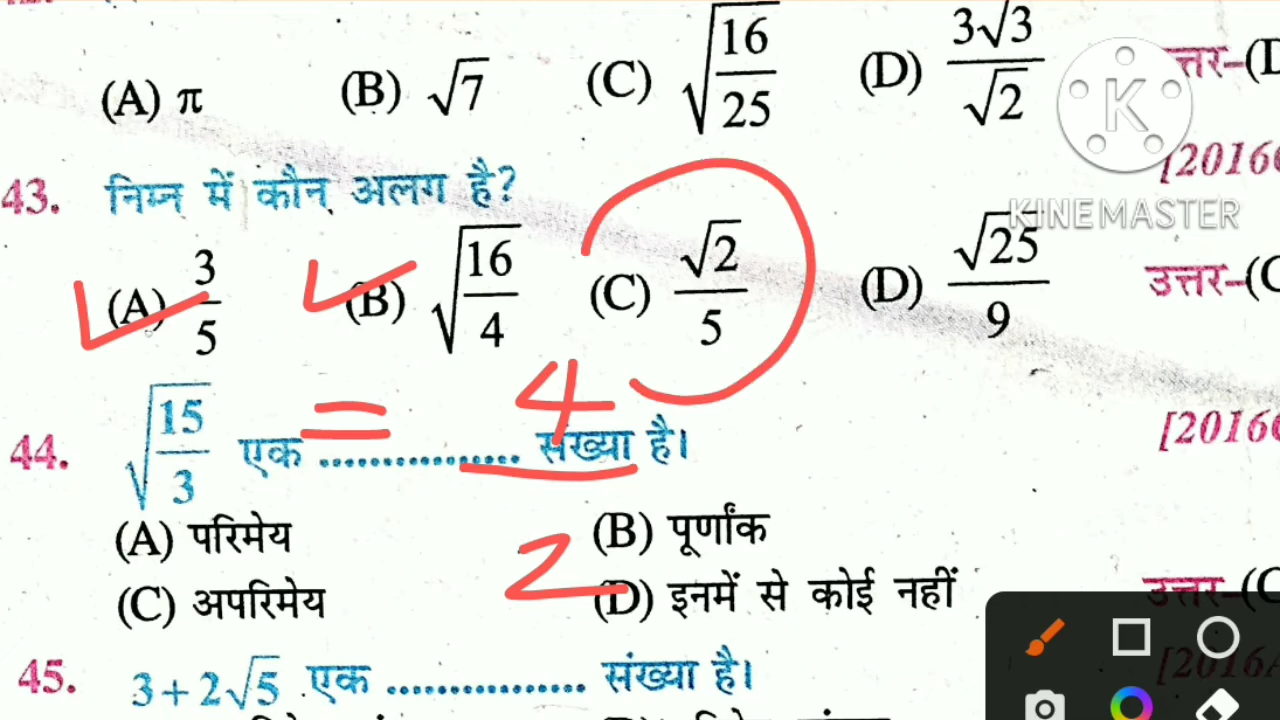 (A) π (B) √7 (C) √(16/25) (D) 3√3/√2 उत्तर–(D
43. निम्न में कौन अलग है? [2016
KINEMASTER
(A) 3/5 (B) √(16/4) (C) √2/5 (D) √25/9 उत्तर–(C
= 4/2
44. √(15/3) एक ................ संख्या है। [2016
(A) परिमेय (B) पूर्णांक
(C) अपरिमेय (D) इनमें से कोई नहीं उत्तर–(C
45. 3+2√5 एक ................ संख्या है। [2016A